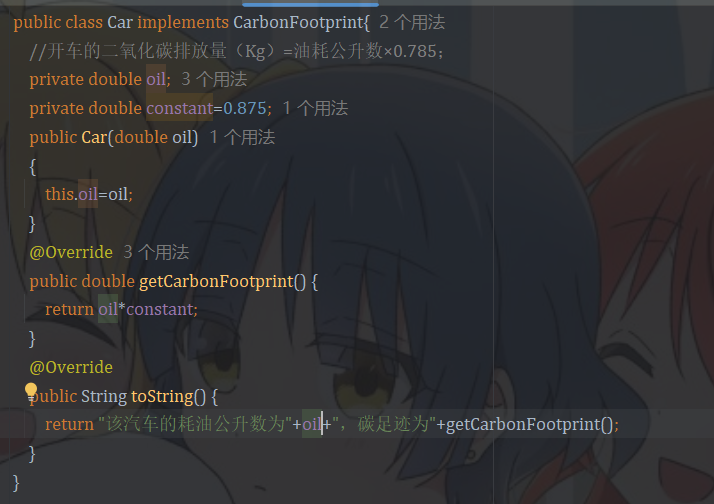 public class Car implements CarbonFootprint{ 2 个用法
//开车的二氧化碳排放量（Kg）=油耗公升数×0.785;
private double oil; 3 个用法
private double constant=0.875; 1 个用法
public Car(double oil) 1 个用法
{
this.oil=oil;
}
@Override 3 个用法
public double getCarbonFootprint() {
return oil*constant;
}
@Override
public String toString() {
return "该汽车的耗油公升数为"+oil+", 碳足迹为"+getCarbonFootprint();
}
}